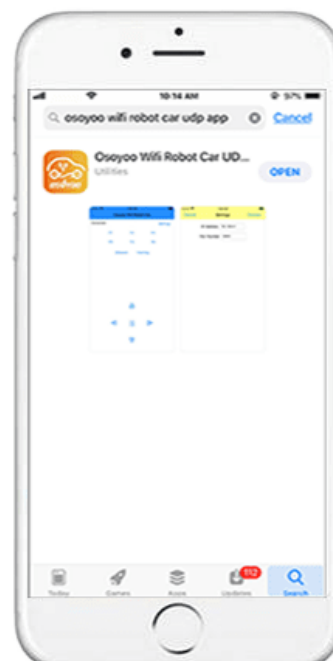 10:14 AM
97%
osoyoo wifi robot car udp app
Cancel
Osoyoo Wifi Robot Car UD...
Utilities
OPEN
osoyoo
Settings
112
Today
Games
Apps
Updates
Search